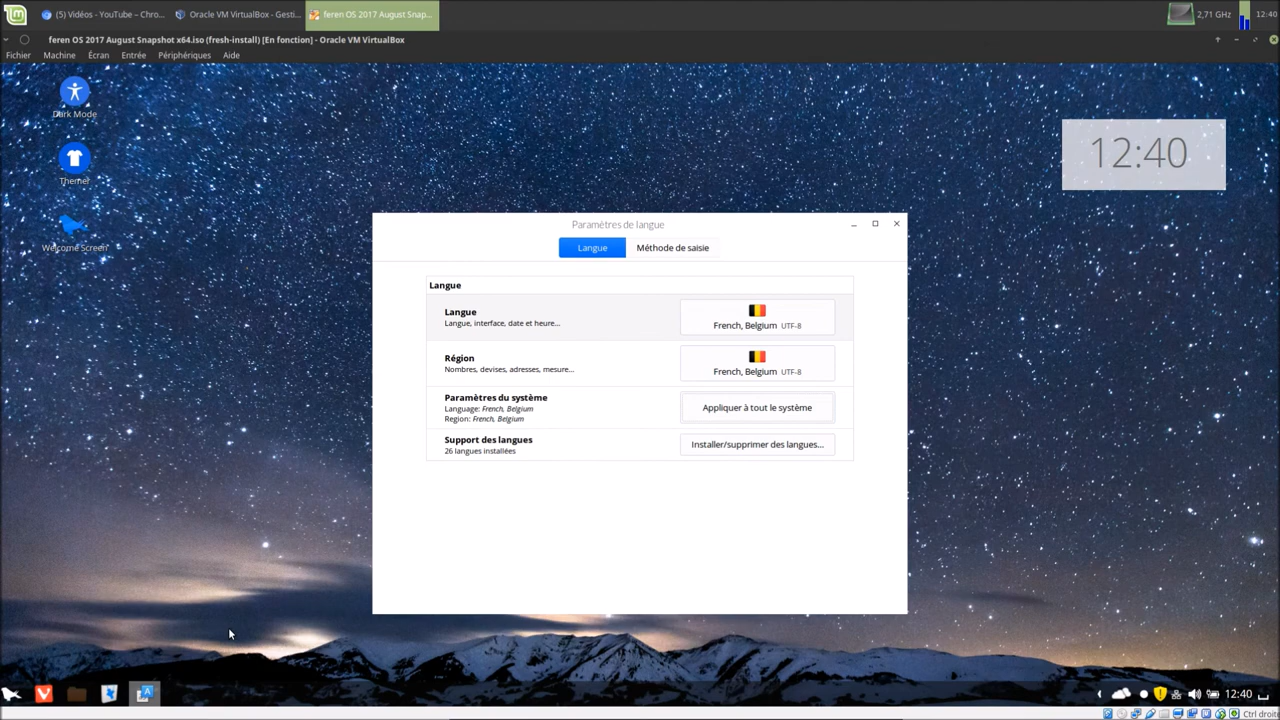 (5) Vidéos - YouTube – Chro...
Oracle VM VirtualBox - Gesti...
feren OS 2017 August Snap...
2,71 GHz
12:40
feren OS 2017 August Snapshot x64.iso (fresh-install) [En fonction] - Oracle VM VirtualBox
Fichier Machine Écran Entrée Périphériques Aide
Dark Mode
Themer
Welcome Screen
12:40
Paramètres de langue
Langue
Méthode de saisie
Langue
Langue
Langue, interface, date et heure...
French, Belgium UTF-8
Région
Nombres, devises, adresses, mesure...
French, Belgium UTF-8
Paramètres du système
Language: French, Belgium
Region: French, Belgium
Appliquer à tout le système
Support des langues
26 langues installées
Installer/supprimer des langues...
12:40
Ctrl droite